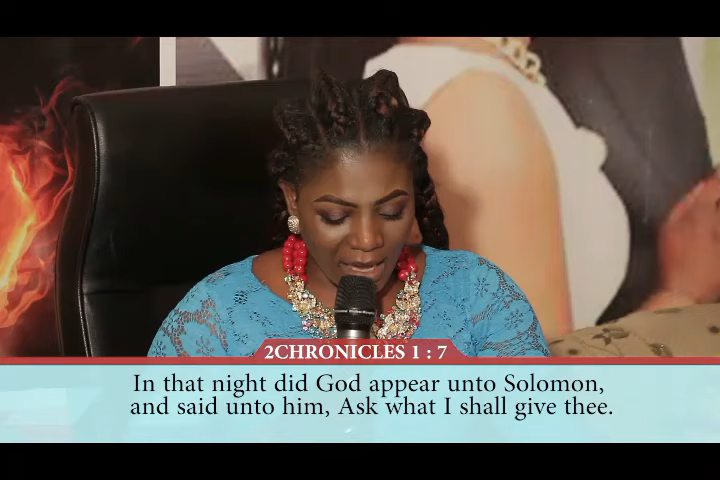 2CHRONICLES 1 : 7
In that night did God appear unto Solomon,
and said unto him, Ask what I shall give thee.